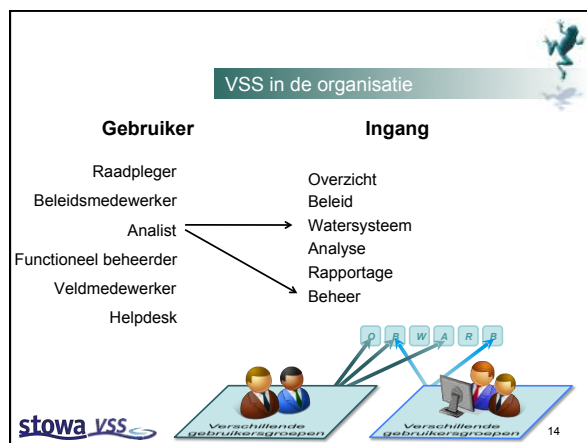 VSS in de organisatie
Gebruiker
Ingang
Raadpleger
Beleidsmedewerker
Analist
Functioneel beheerder
Veldmedewerker
Helpdesk
Overzicht
Beleid
Watersysteem
Analyse
Rapportage
Beheer
O B W A R B
Verschillende
gebruikersgroepen
Verschillende
gebruikersgroepen
stowa VSS
14